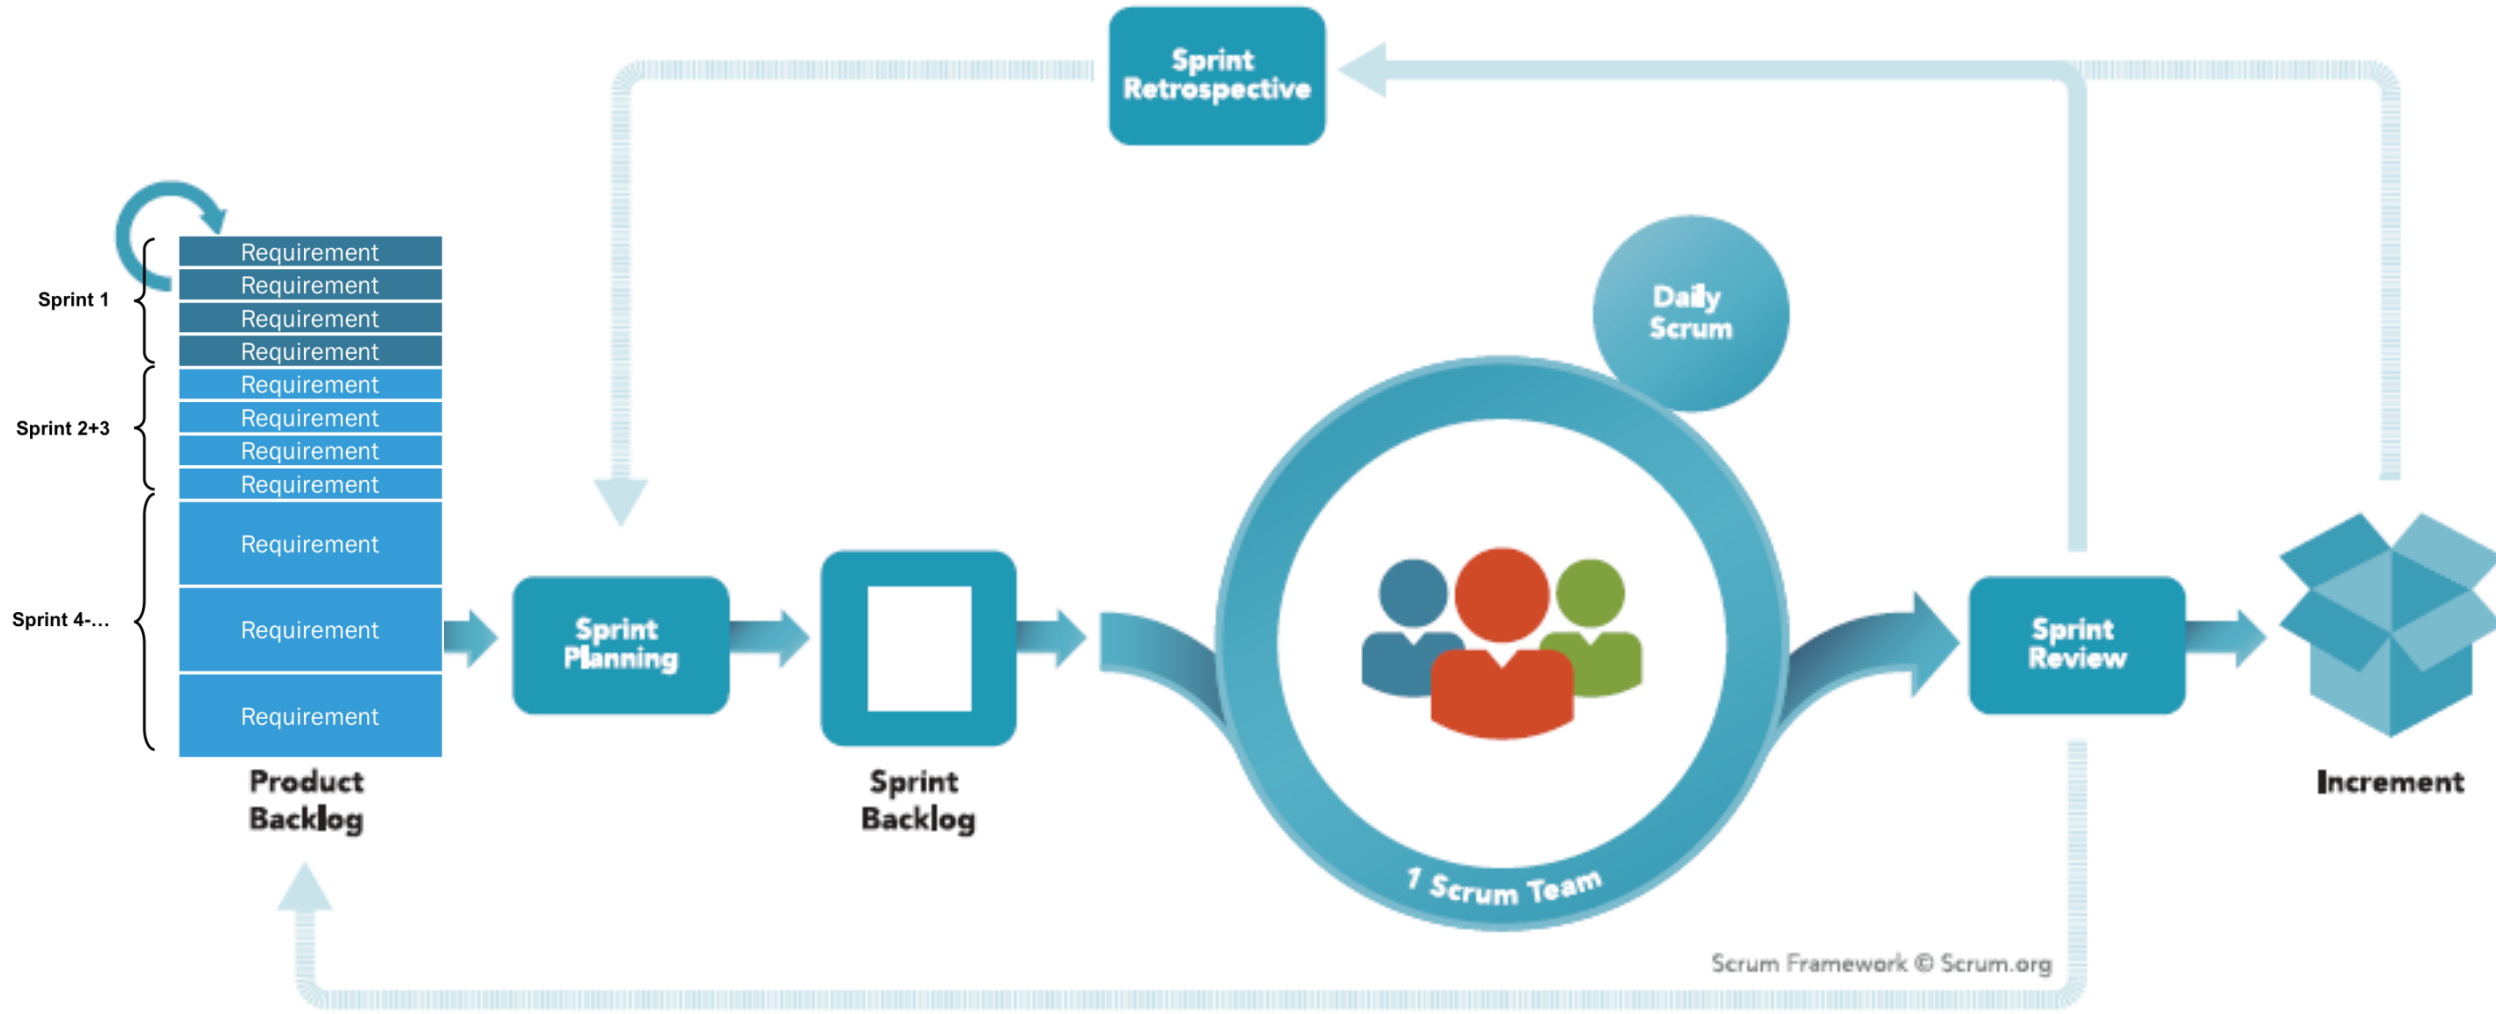 Sprint
Retrospective
Daily
Scrum
Sprint 1
Sprint 2+3
Sprint 4-...
Requirement
Requirement
Requirement
Requirement
Requirement
Requirement
Requirement
Requirement
Requirement
Requirement
Requirement
Product
Backlog
Sprint
Planning
Sprint
Backlog
1 Scrum Team
Sprint
Review
Increment
Scrum Framework © Scrum.org